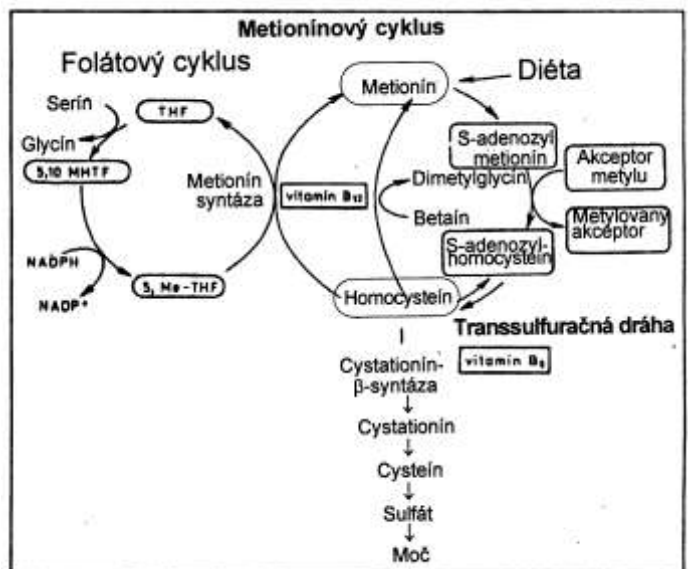 Metionínový cyklus
Folátový cyklus
Diéta
Metionín
Serín
THF
Glycín
5,10 MHTF
Metionín
syntáza
vitamín B12
S-adenozyl
metionín
Dimetylglycín
Betaín
Akceptor
metylu
Metylovaný
akceptor
S-adenozyl-
homocysteín
NADPH
NADP+
5, Me-THF
Homocysteín
Transsulfuračná dráha
vitamín B6
Cystationín-
β-syntáza
Cystationín
Cysteín
Sulfát
Moč